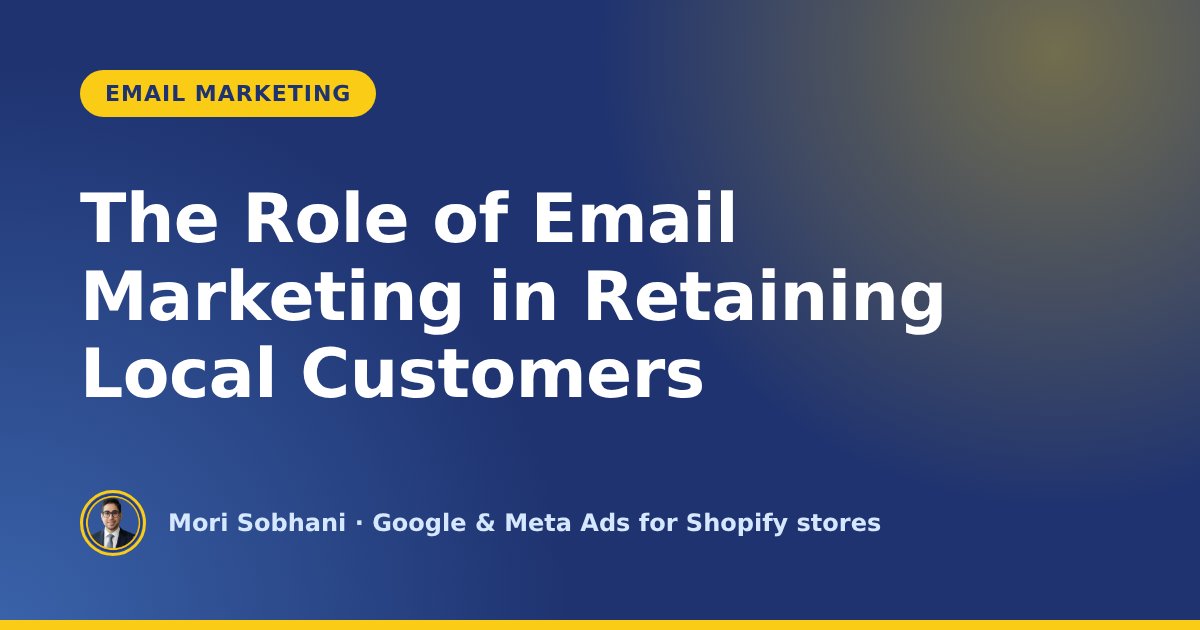 EMAIL MARKETING
The Role of Email
Marketing in Retaining
Local Customers
Mori Sobhani · Google & Meta Ads for Shopify stores